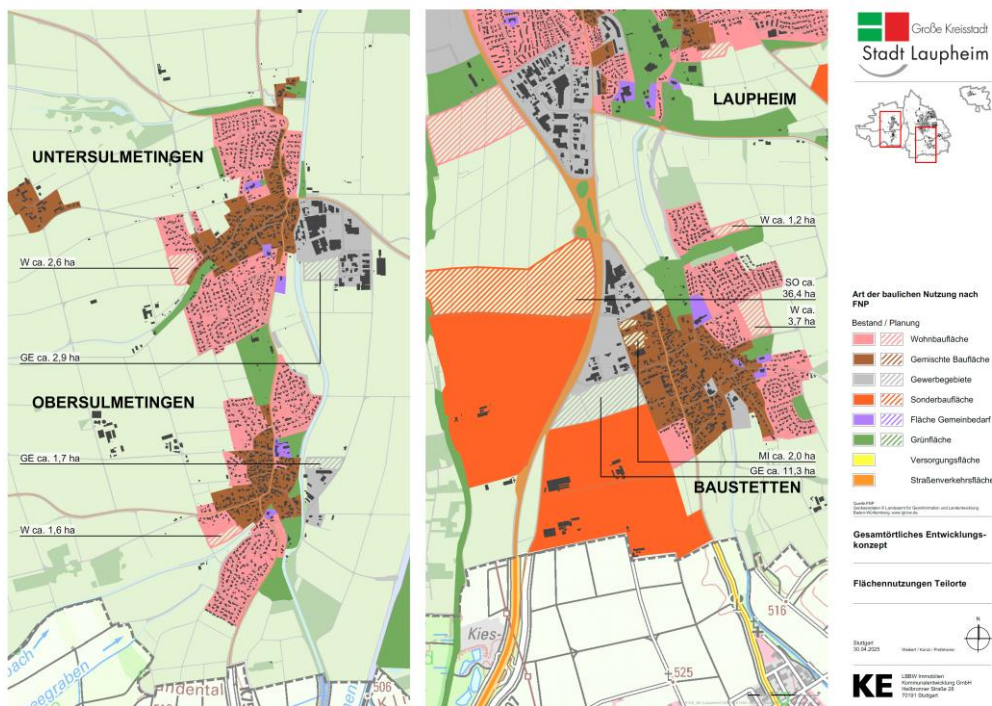 UNTERSULMETINGEN
W ca. 2,6 ha
GE ca. 2,9 ha
OBERSULMETINGEN
GE ca. 1,7 ha
W ca. 1,6 ha
506
LAUPHEIM
W ca. 1,2 ha
SO ca.
36,4 ha
W ca.
3,7 ha
MI ca. 2,0 ha
GE ca. 11,3 ha
BAUSTETTEN
Kies-
516
525
Große Kreisstadt
Stadt Laupheim
Art der baulichen Nutzung nach
FNP
Bestand / Planung
Wohnbaufläche
Gemischte Baufläche
Gewerbegebiete
Sonderbaufläche
Fläche Gemeinbedarf
Grünfläche
Versorgungsfläche
Straßenverkehrsfläche
Quelle:FNP
Gesamtörtliches Entwicklungs-
konzept
Flächennutzungen Teilorte
N
Stuttgart
30.04.2025
KE
LBBW Immobilien
Kommunalentwicklung GmbH
Heilbronner Straße 28
70191 Stuttgart